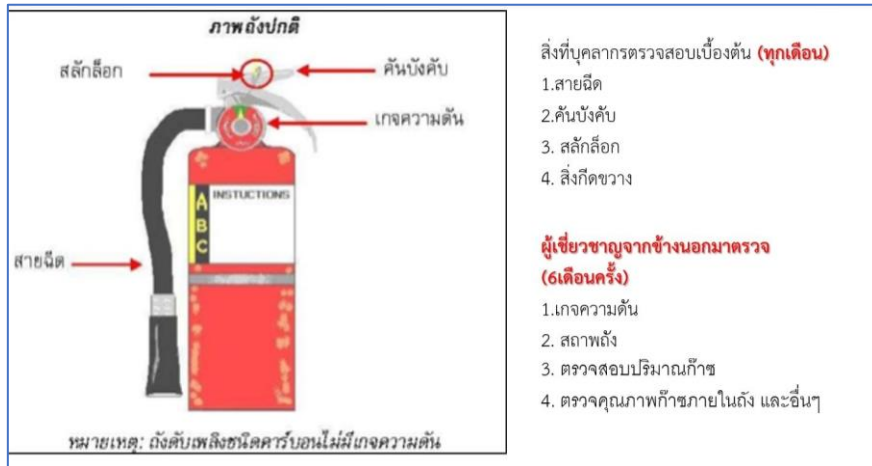 ภาพถังปกติ
สลักล็อก
คันบังคับ
เกจความดัน
A
B
C
INSTUCTIONS
สายฉีด
หมายเหตุ: ถังดับเพลิงชนิดคาร์บอนไม่มีเกจความดัน
สิ่งที่บุคลากรตรวจสอบเบื้องต้น (ทุกเดือน)
1.สายฉีด
2.คันบังคับ
3. สลักล็อก
4. สิ่งกีดขวาง
ผู้เชี่ยวชาญจากข้างนอกมาตรวจ
(6เดือนครั้ง)
1.เกจความดัน
2. สถาพถัง
3. ตรวจสอบปริมาณก๊าซ
4. ตรวจคุณภาพก๊าซภายในถัง และอื่นๆ